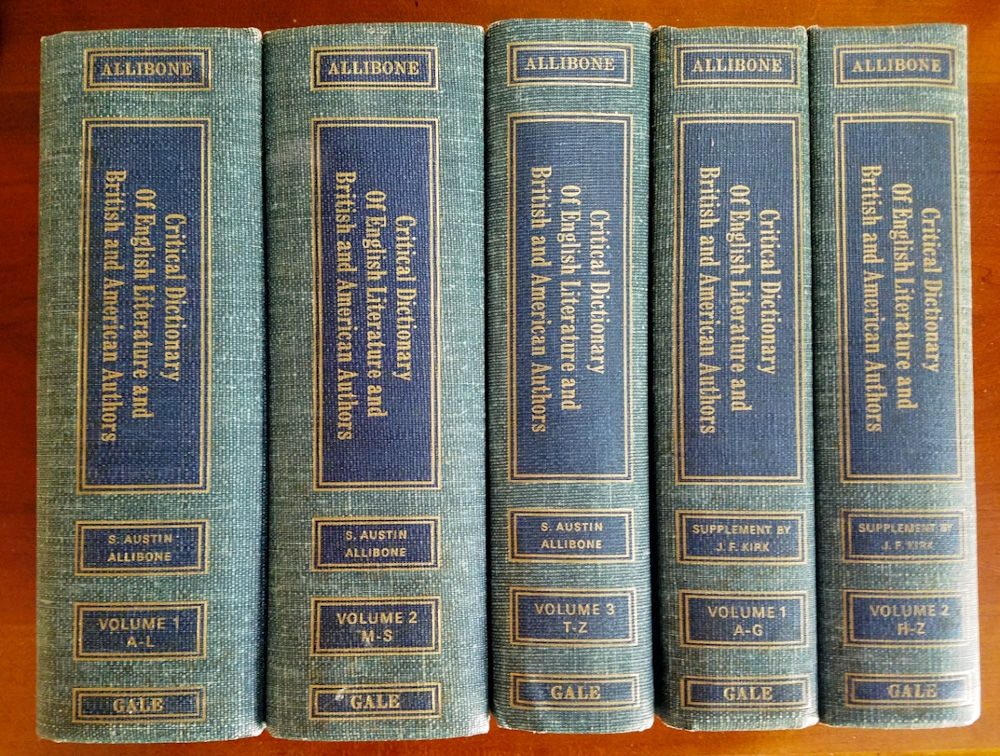 ALLIBONE
Critical Dictionary
Of English Literature and
British and American Authors
S. AUSTIN
ALLIBONE
VOLUME 1
A-L
GALE
ALLIBONE
Critical Dictionary
Of English Literature and
British and American Authors
S. AUSTIN
ALLIBONE
VOLUME 2
M-S
GALE
ALLIBONE
Critical Dictionary
Of English Literature and
British and American Authors
S. AUSTIN
ALLIBONE
VOLUME 3
T-Z
GALE
ALLIBONE
Critical Dictionary
Of English Literature and
British and American Authors
SUPPLEMENT BY
J. F. KIRK
VOLUME 1
A-G
GALE
ALLIBONE
Critical Dictionary
Of English Literature and
British and American Authors
SUPPLEMENT BY
J. F. KIRK
VOLUME 2
H-Z
GALE